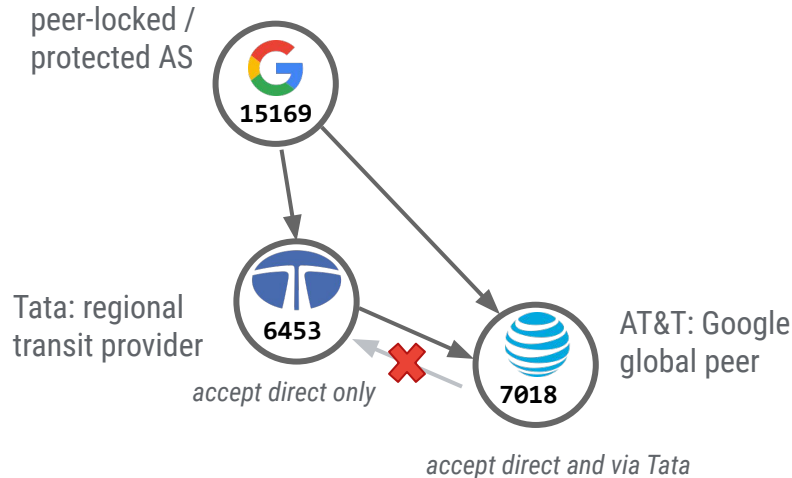 peer-locked /
protected AS
15169
Tata: regional
transit provider
6453
accept direct only
AT&T: Google
global peer
7018
accept direct and via Tata